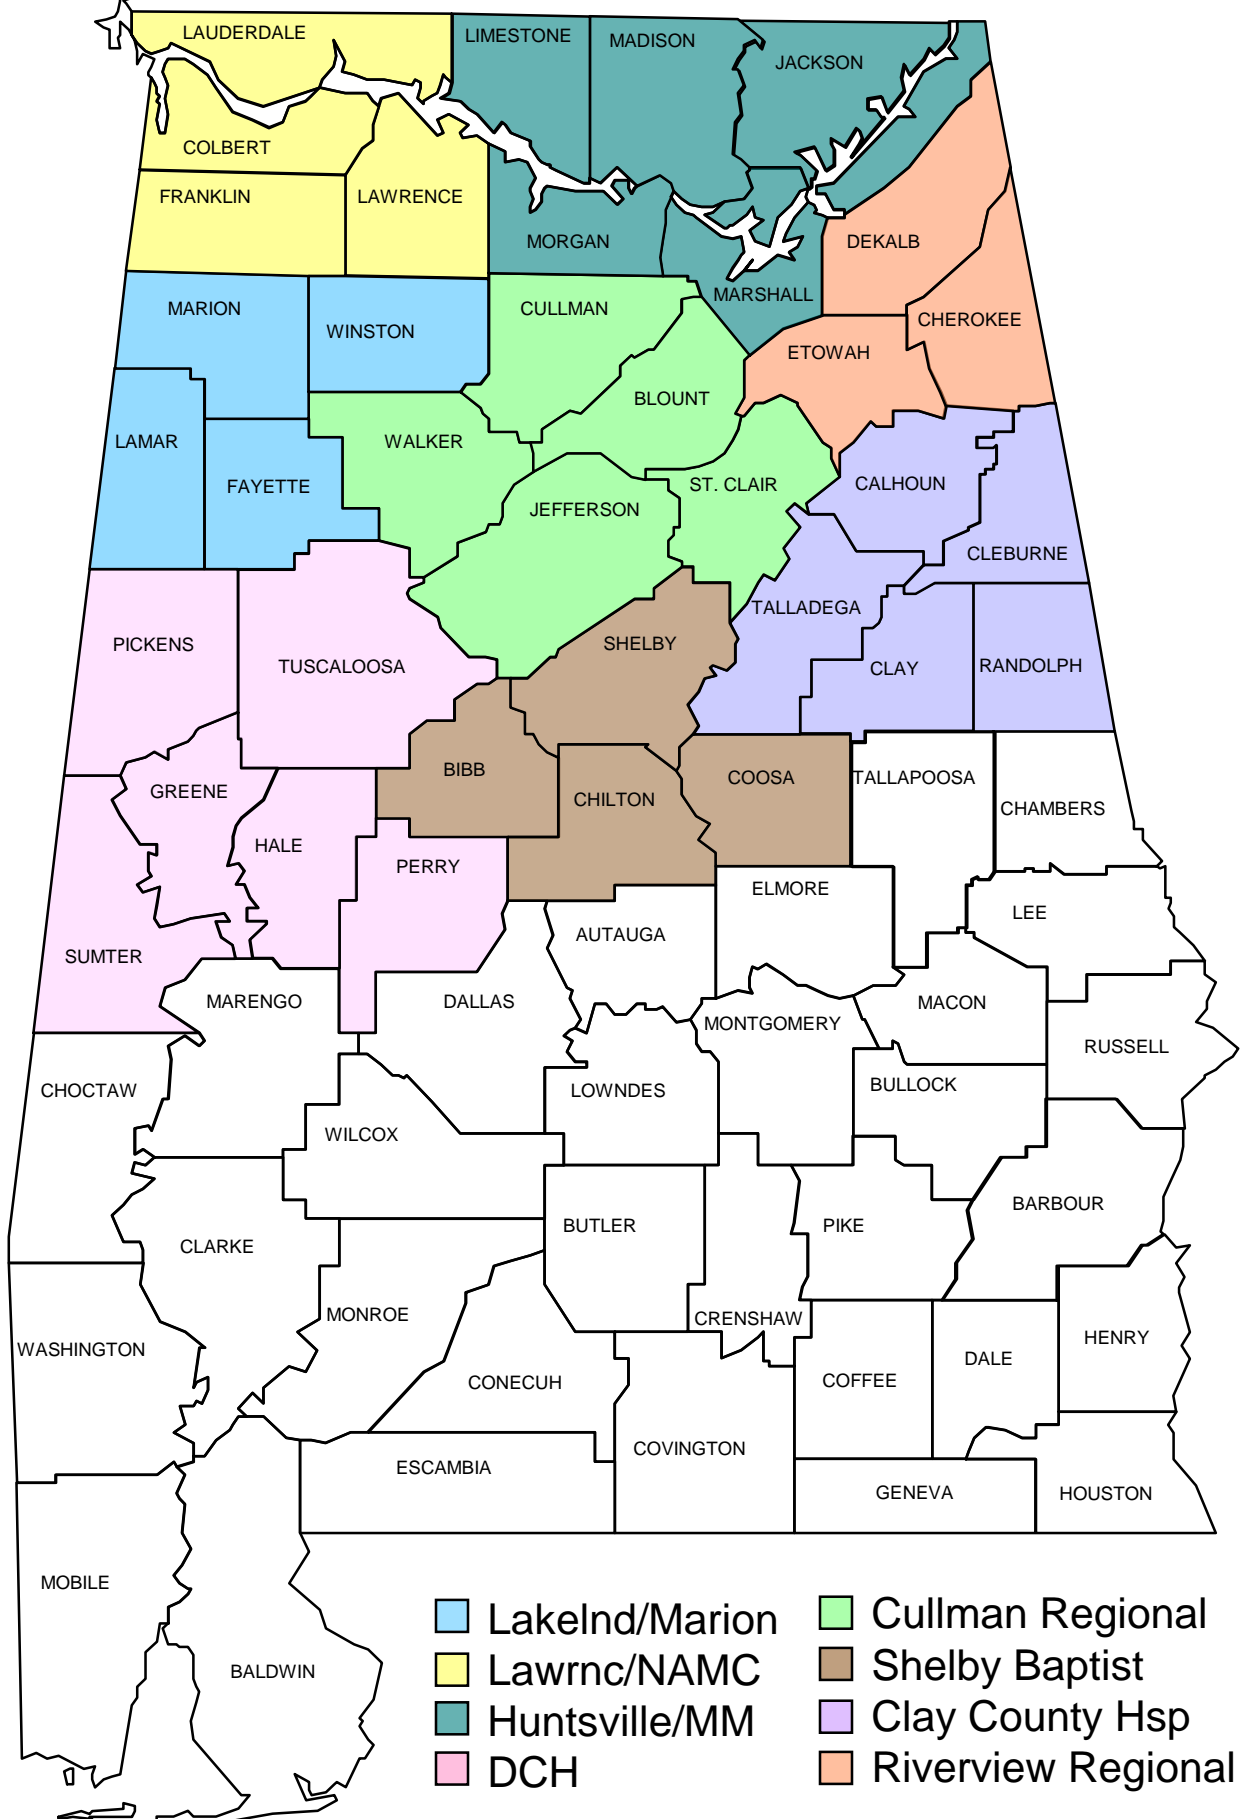 LAUDERDALE
LIMESTONE
MADISON
JACKSON
COLBERT
FRANKLIN
LAWRENCE
MORGAN
DEKALB
MARSHALL
MARION
WINSTON
CULLMAN
CHEROKEE
ETOWAH
BLOUNT
LAMAR
WALKER
FAYETTE
ST. CLAIR
CALHOUN
JEFFERSON
CLEBURNE
TALLADEGA
PICKENS
TUSCALOOSA
SHELBY
CLAY
RANDOLPH
BIBB
COOSA
TALLAPOOSA
GREENE
CHILTON
CHAMBERS
HALE
PERRY
ELMORE
LEE
SUMTER
AUTAUGA
MARENGO
DALLAS
MACON
MONTGOMERY
RUSSELL
CHOCTAW
LOWNDES
BULLOCK
WILCOX
BARBOUR
BUTLER
PIKE
CLARKE
MONROE
CRENSHAW
WASHINGTON
HENRY
DALE
CONECUH
COFFEE
COVINGTON
ESCAMBIA
GENEVA
HOUSTON
MOBILE
BALDWIN
Lakelnd/Marion
Lawrnc/NAMC
Huntsville/MM
DCH
Cullman Regional
Shelby Baptist
Clay County Hsp
Riverview Regional